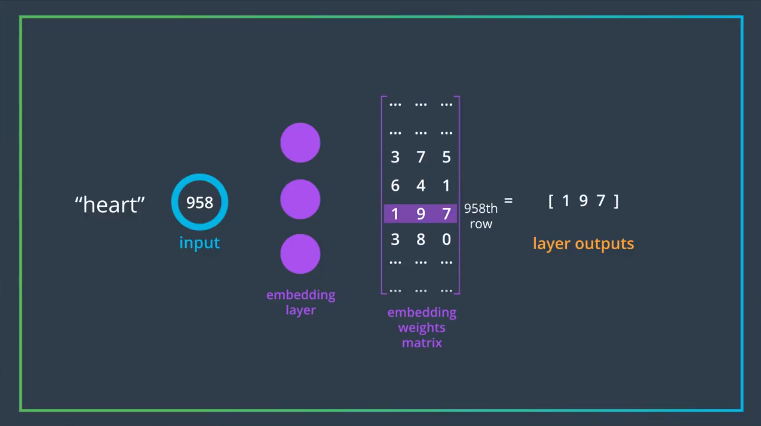 “heart”
958
input
embedding
layer
... ... ...
... ... ...
3 7 5
6 4 1
1 9 7
3 8 0
... ... ...
... ... ...
embedding
weights
matrix
958th
row
=
[ 1 9 7 ]
layer outputs